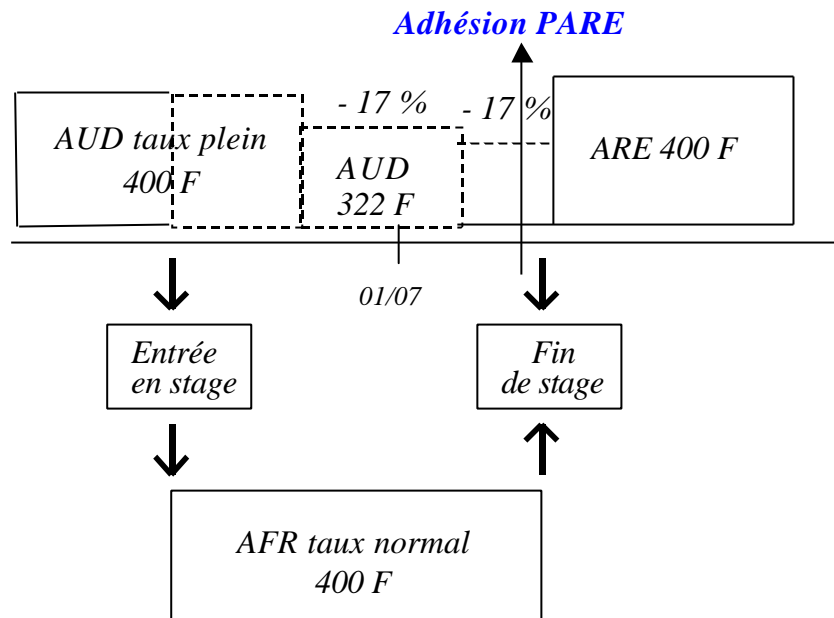 Adhésion PARE
- 17 %
- 17 %
AUD taux plein
400 F
AUD
322 F
ARE 400 F
01/07
Entrée
en stage
Fin
de stage
AFR taux normal
400 F